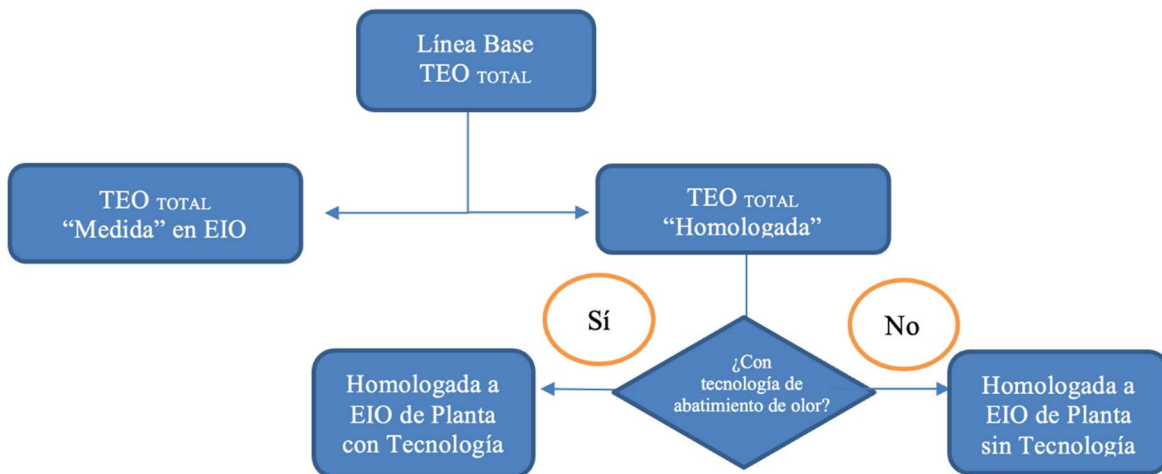 Línea Base
TEO TOTAL
TEO TOTAL
“Medida” en EIO
TEO TOTAL
“Homologada”
Sí
No
¿Con
tecnología de
abatimiento de olor?
Homologada a
EIO de Planta
con Tecnología
Homologada a
EIO de Planta
sin Tecnología